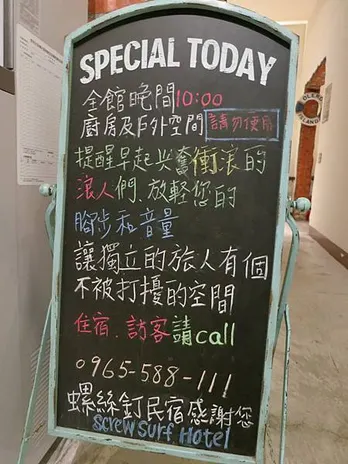 SPECIAL TODAY
全館晚間10:00
廚房及戶外空間 請勿使用
提醒早起興奮衝浪的
浪人們.放輕您的
腳步和音量
讓獨立的旅人有個
不被打擾的空間
住宿.訪客請call
0965-588-111
螺絲釘民宿感謝您
Screw Surf Hotel